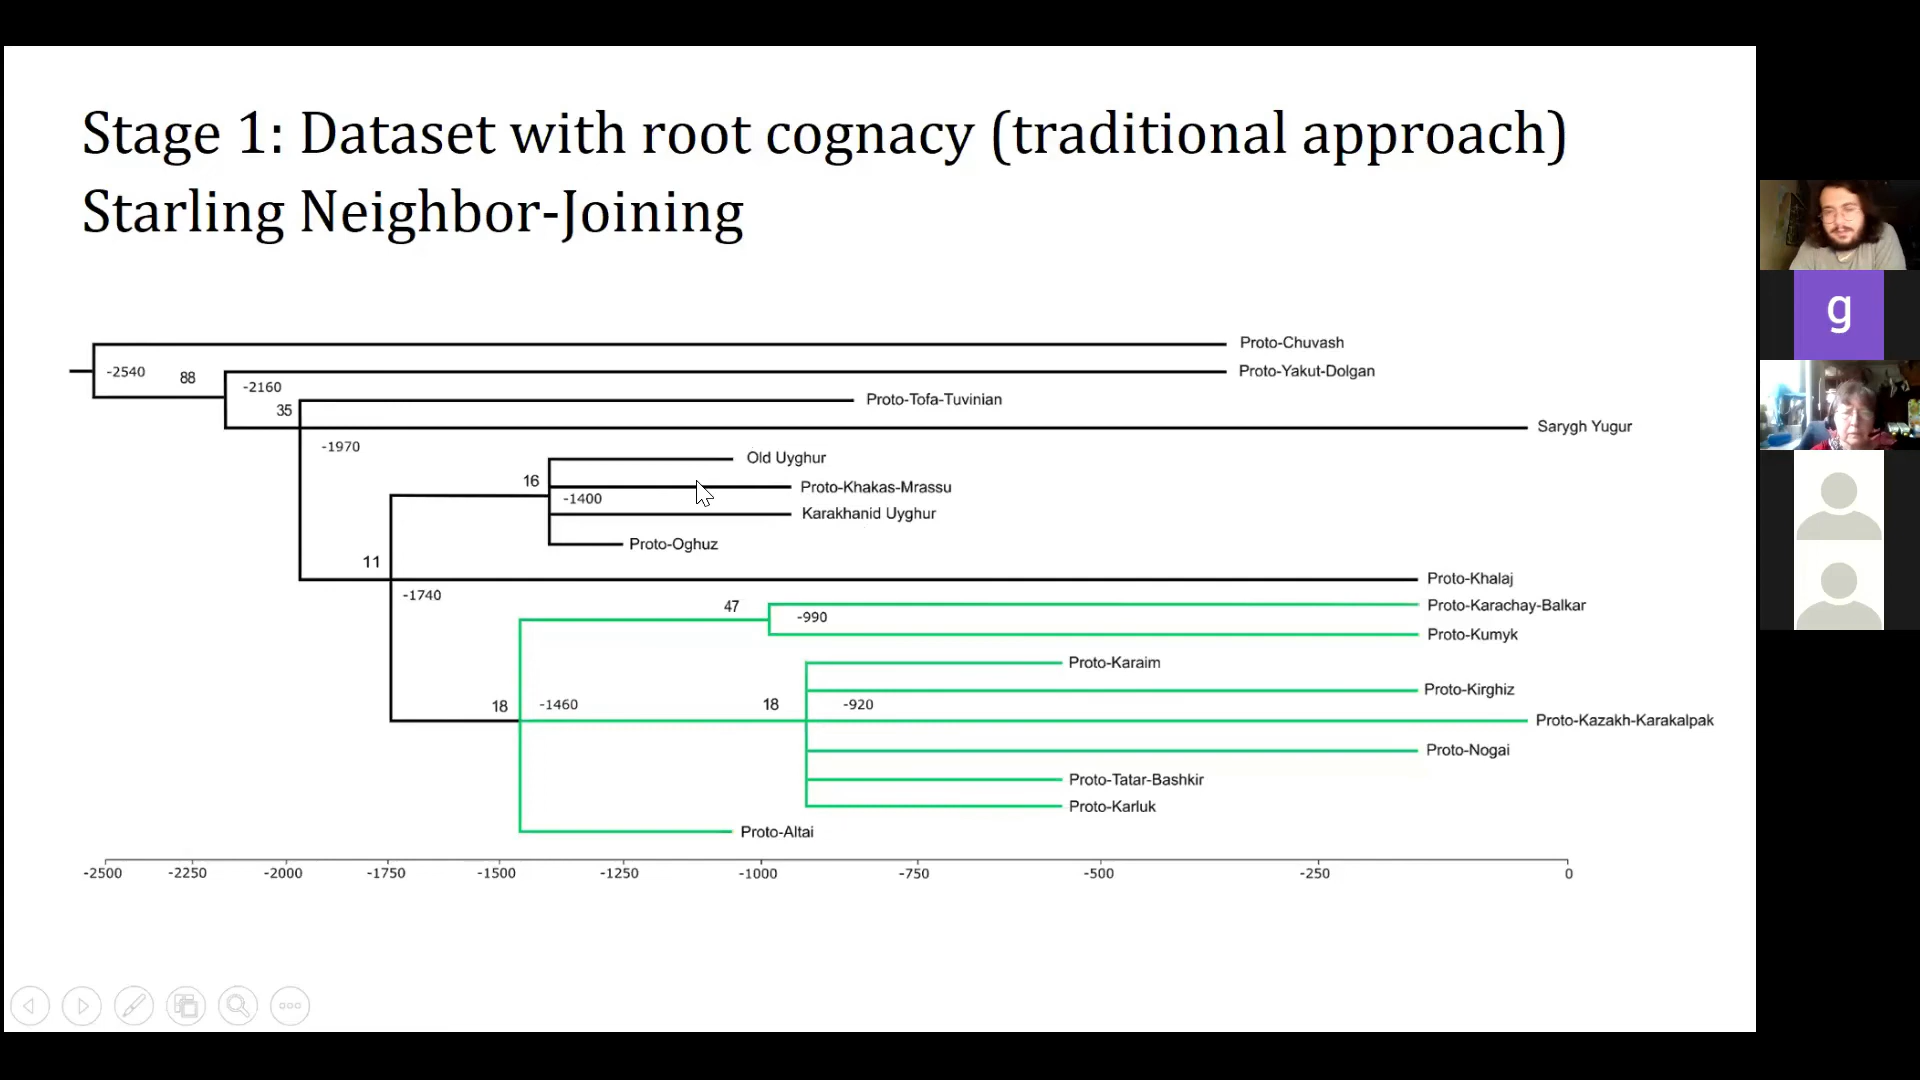 Stage 1: Dataset with root cognacy (traditional approach)
Starling Neighbor-Joining
g
Proto-Chuvash
-2540
88
Proto-Yakut-Dolgan
-2160
35
Proto-Tofa-Tuvinian
Sarygh Yugur
-1970
Old Uyghur
16
Proto-Khakas-Mrassu
-1400
Karakhanid Uyghur
Proto-Oghuz
11
Proto-Khalaj
-1740
47
Proto-Karachay-Balkar
-990
Proto-Kumyk
Proto-Karaim
Proto-Kirghiz
18
-1460
18
-920
Proto-Kazakh-Karakalpak
Proto-Nogai
Proto-Tatar-Bashkir
Proto-Karluk
Proto-Altai
-2500 -2250 -2000 -1750 -1500 -1250 -1000 -750 -500 -250 0